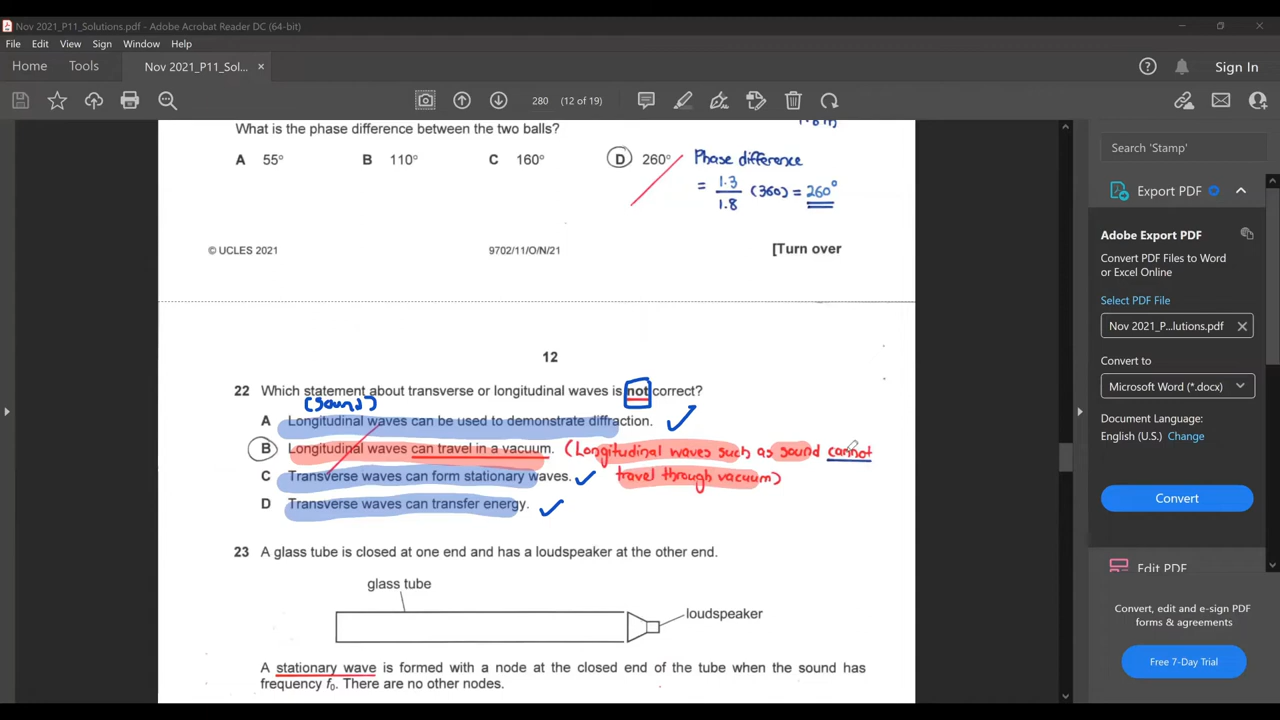 Nov 2021_P11_Solutions.pdf - Adobe Acrobat Reader DC (64-bit)
File Edit View Sign Window Help
Home Tools Nov 2021_P11_Sol... × Sign In
280 (12 of 19)
What is the phase difference between the two balls?
A 55° B 110° C 160° D 260°
Phase difference
= 1.3
1.8 (360) = 260°
© UCLES 2021 9702/11/O/N/21 [Turn over
12
22 Which statement about transverse or longitudinal waves is not correct?
(sound)
A Longitudinal waves can be used to demonstrate diffraction.
B Longitudinal waves can travel in a vacuum. (Longitudinal waves such as sound cannot
C Transverse waves can form stationary waves. travel through vacuum)
D Transverse waves can transfer energy.
23 A glass tube is closed at one end and has a loudspeaker at the other end.
glass tube
loudspeaker
A stationary wave is formed with a node at the closed end of the tube when the sound has
frequency f₀. There are no other nodes.
Search 'Stamp'
Export PDF
Adobe Export PDF
Convert PDF Files to Word
or Excel Online
Select PDF File
Nov 2021_P...lutions.pdf
Convert to
Microsoft Word (*.docx)
Document Language:
English (U.S.) Change
Convert
Edit PDF
Convert, edit and e-sign PDF
forms & agreements
Free 7-Day Trial